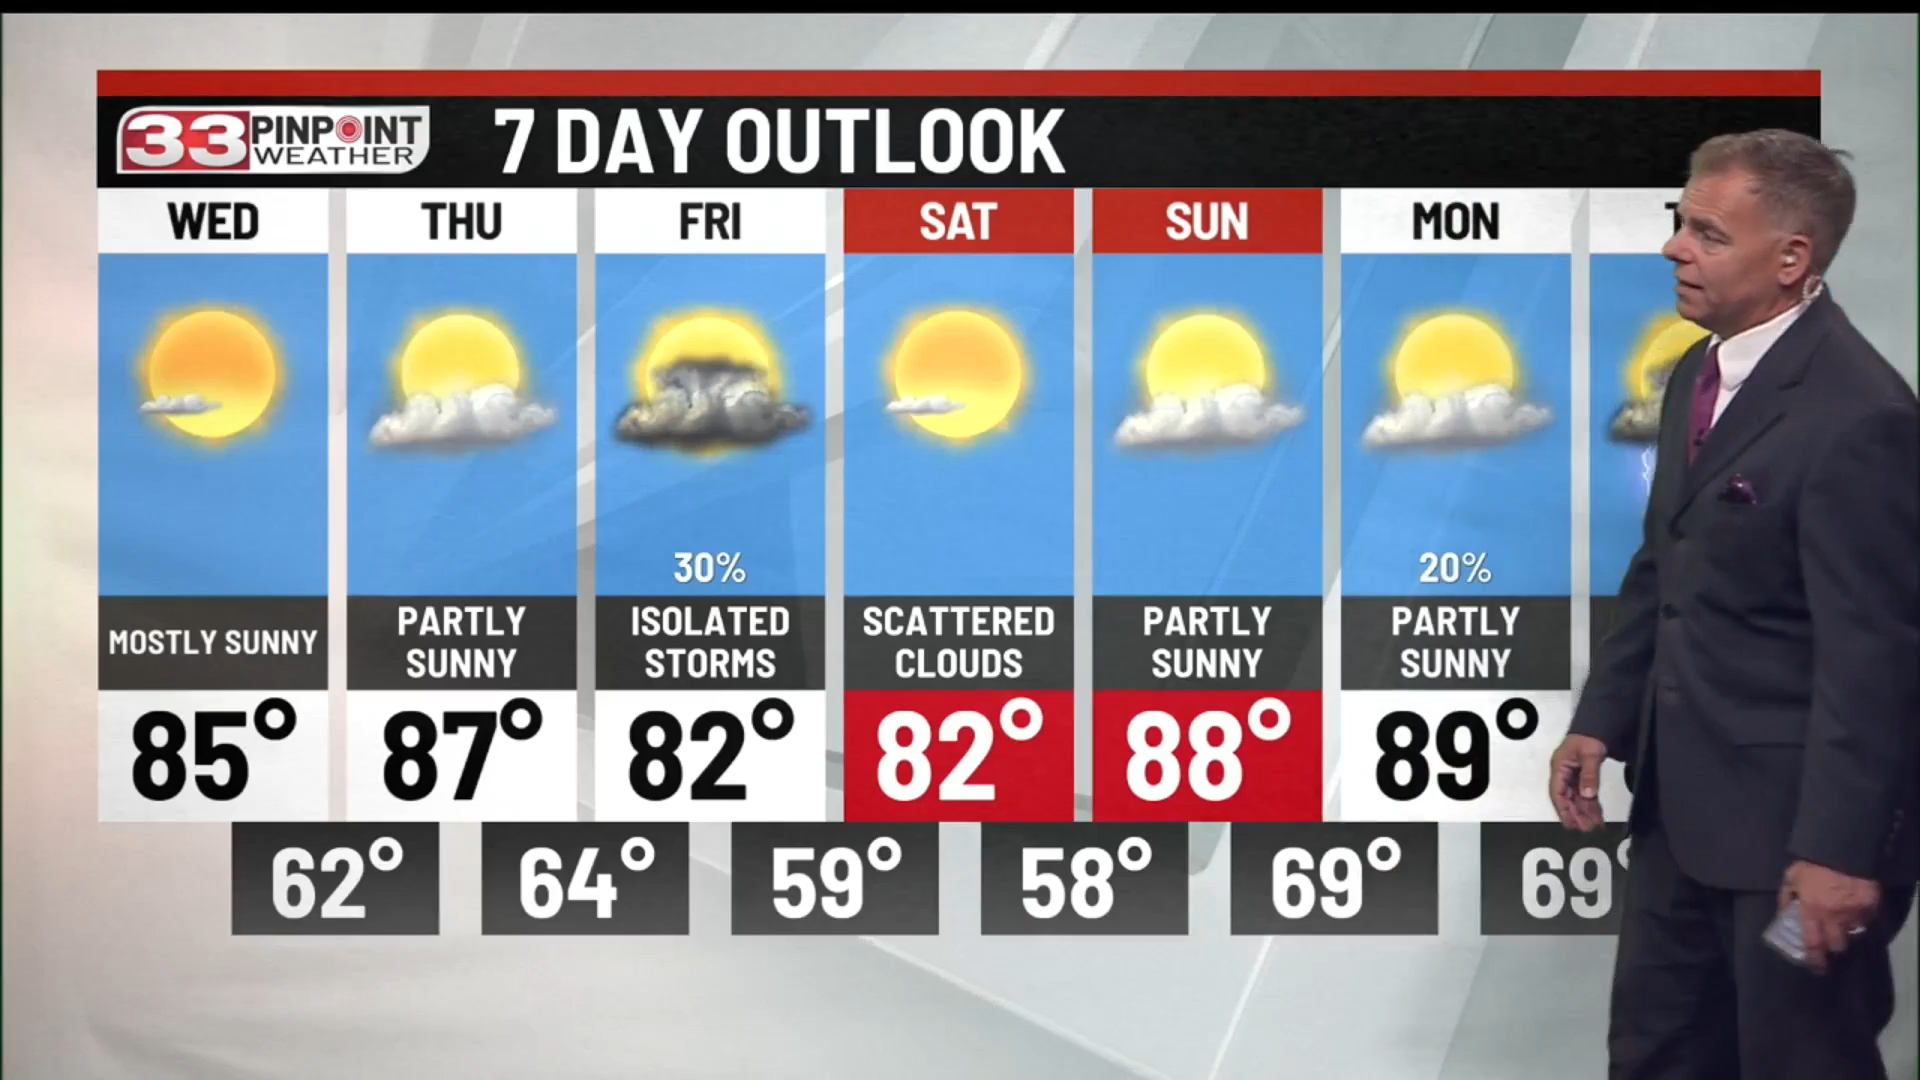 33 PINPOINT WEATHER
7 DAY OUTLOOK
WED THU FRI SAT SUN MON
30% 20%
MOSTLY SUNNY
PARTLY SUNNY
ISOLATED STORMS
SCATTERED CLOUDS
PARTLY SUNNY
PARTLY SUNNY
85° 87° 82° 82° 88° 89°
62° 64° 59° 58° 69° 69°